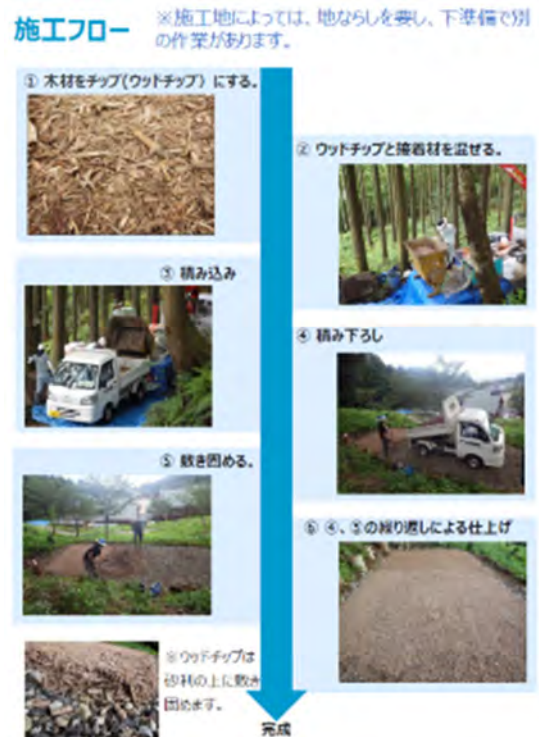 施工フロー
※施工地によっては、地ならしを要し、下準備で別
の作業があります。
① 木材をチップ(ウッドチップ) にする。
② ウッドチップと接着材を混ぜる。
③ 積み込み
④ 積み下ろし
⑤ 敷き固める。
⑥ ④、⑤の繰り返しによる仕上げ
※ウッドチップは
砂利の上に敷き
固めます。
完成